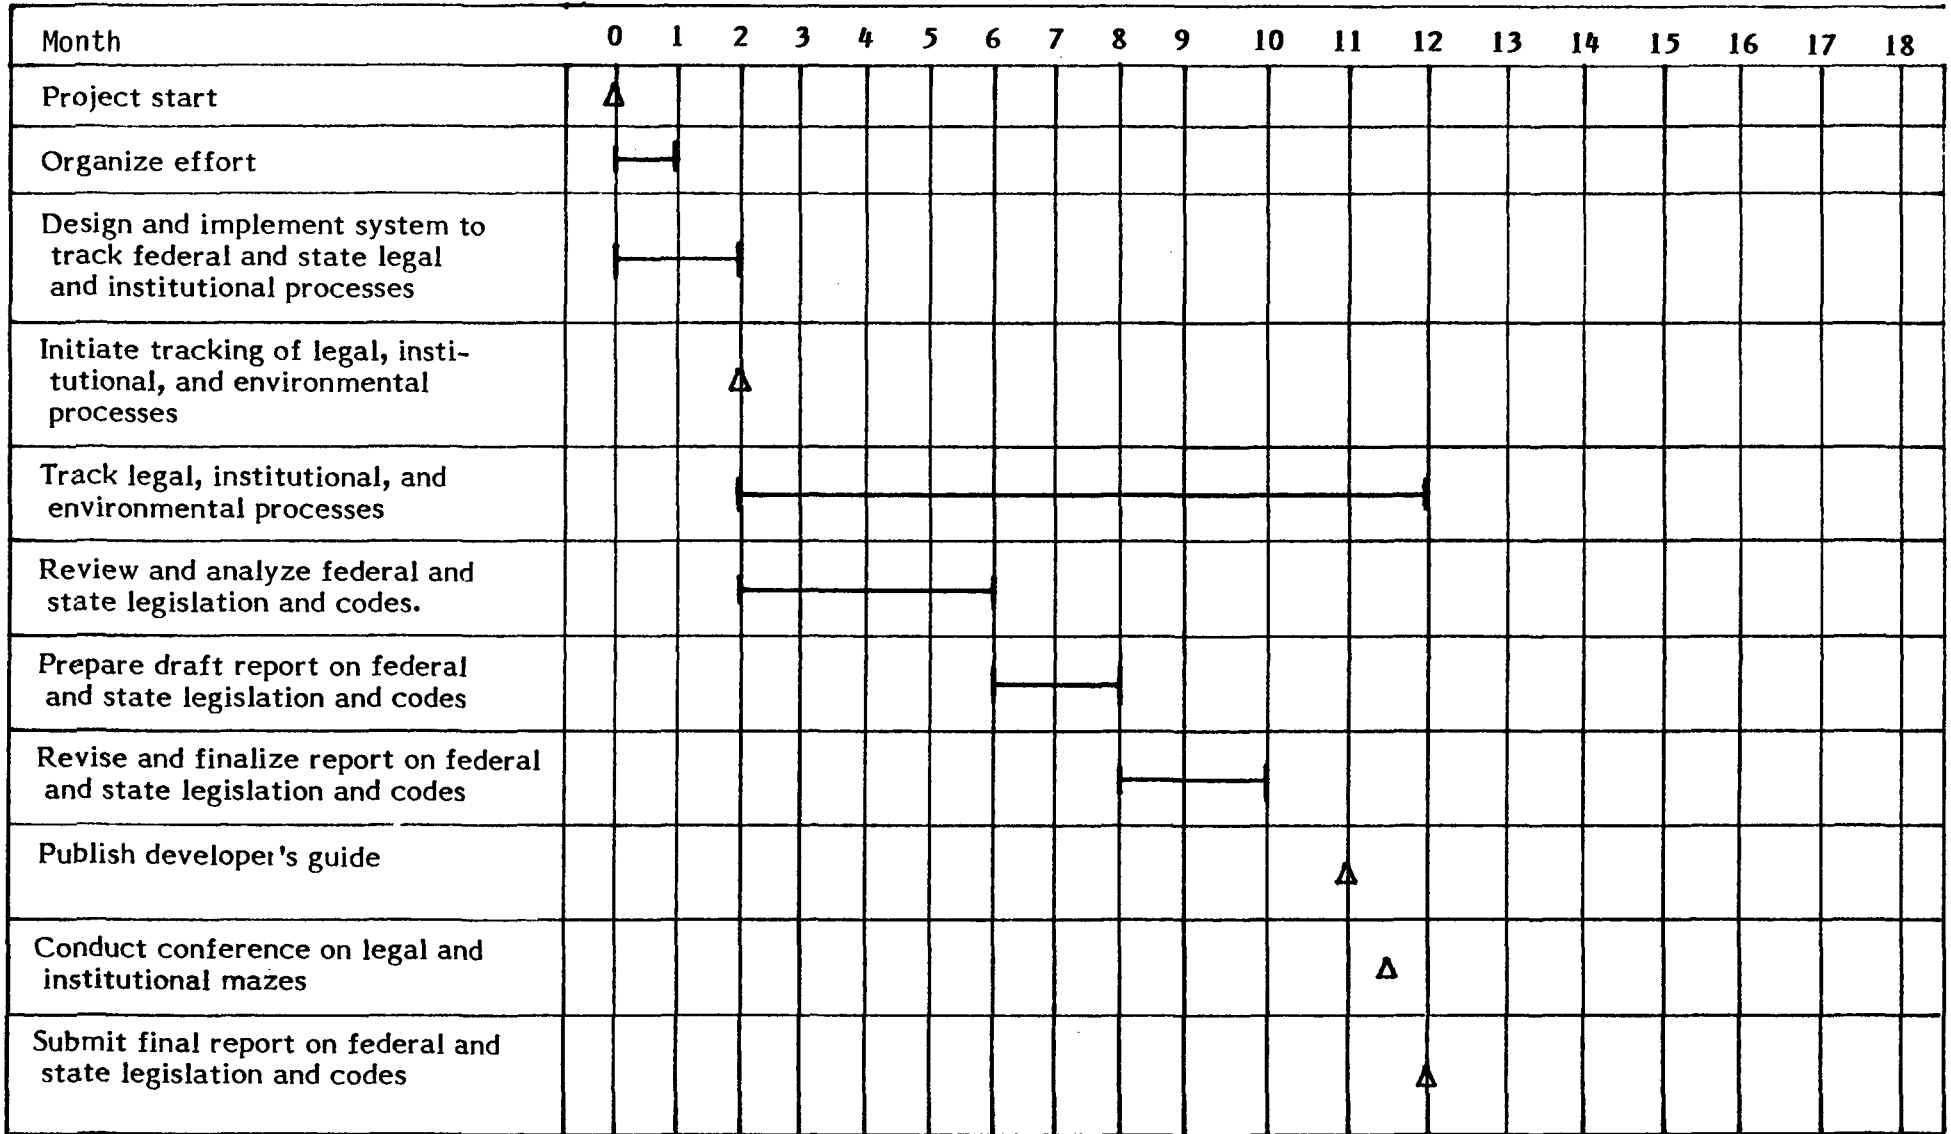 Month 0 1 2 3 4 5 6 7 8 9 10 11 12 13 14 15 16 17 18
Project start
Organize effort
Design and implement system to
track federal and state legal
and institutional processes
Initiate tracking of legal, insti-
tutional, and environmental
processes
Track legal, institutional, and
environmental processes
Review and analyze federal and
state legislation and codes.
Prepare draft report on federal
and state legislation and codes
Revise and finalize report on federal
and state legislation and codes
Publish developer's guide
Conduct conference on legal and
institutional mazes
Submit final report on federal and
state legislation and codes